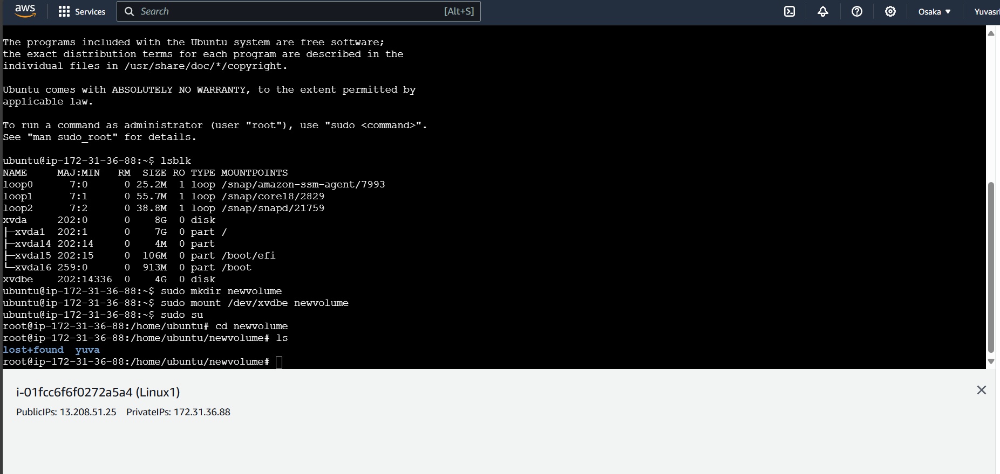 aws Services Search [Alt+S] Osaka Yuvasri
The programs included with the Ubuntu system are free software;
the exact distribution terms for each program are described in the
individual files in /usr/share/doc/*/copyright.
Ubuntu comes with ABSOLUTELY NO WARRANTY, to the extent permitted by
applicable law.
To run a command as administrator (user "root"), use "sudo <command>".
See "man sudo_root" for details.
ubuntu@ip-172-31-36-88:~$ lsblk
NAME     MAJ:MIN   RM  SIZE RO TYPE MOUNTPOINTS
loop0      7:0      0 25.2M  1 loop /snap/amazon-ssm-agent/7993
loop1      7:1      0 55.7M  1 loop /snap/core18/2829
loop2      7:2      0 38.8M  1 loop /snap/snapd/21759
xvda     202:0      0    8G  0 disk
├─xvda1  202:1      0    7G  0 part /
├─xvda14 202:14     0    4M  0 part
├─xvda15 202:15     0  106M  0 part /boot/efi
└─xvda16 259:0      0  913M  0 part /boot
xvdbe    202:14336  0    4G  0 disk
ubuntu@ip-172-31-36-88:~$ sudo mkdir newvolume
ubuntu@ip-172-31-36-88:~$ sudo mount /dev/xvdbe newvolume
ubuntu@ip-172-31-36-88:~$ sudo su
root@ip-172-31-36-88:/home/ubuntu# cd newvolume
root@ip-172-31-36-88:/home/ubuntu/newvolume# ls
lost+found  yuva
root@ip-172-31-36-88:/home/ubuntu/newvolume#
i-01fcc6f6f0272a5a4 (Linux1)
PublicIPs: 13.208.51.25 PrivateIPs: 172.31.36.88